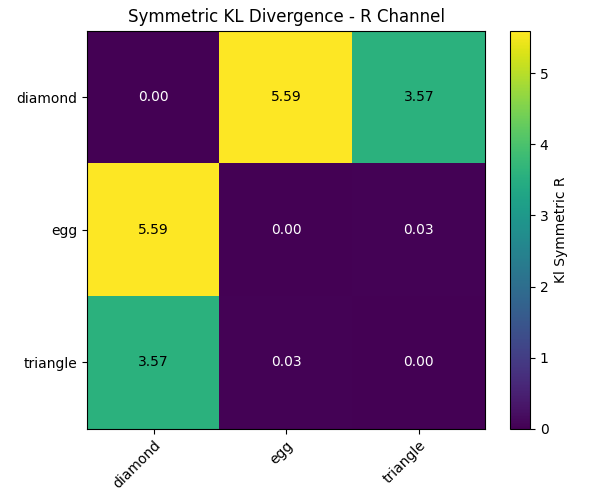 Symmetric KL Divergence - R Channel
diamond
0.00
5.59
3.57
egg
5.59
0.00
0.03
triangle
3.57
0.03
0.00
diamond
egg
triangle
5
4
3
2
1
0
Kl Symmetric R